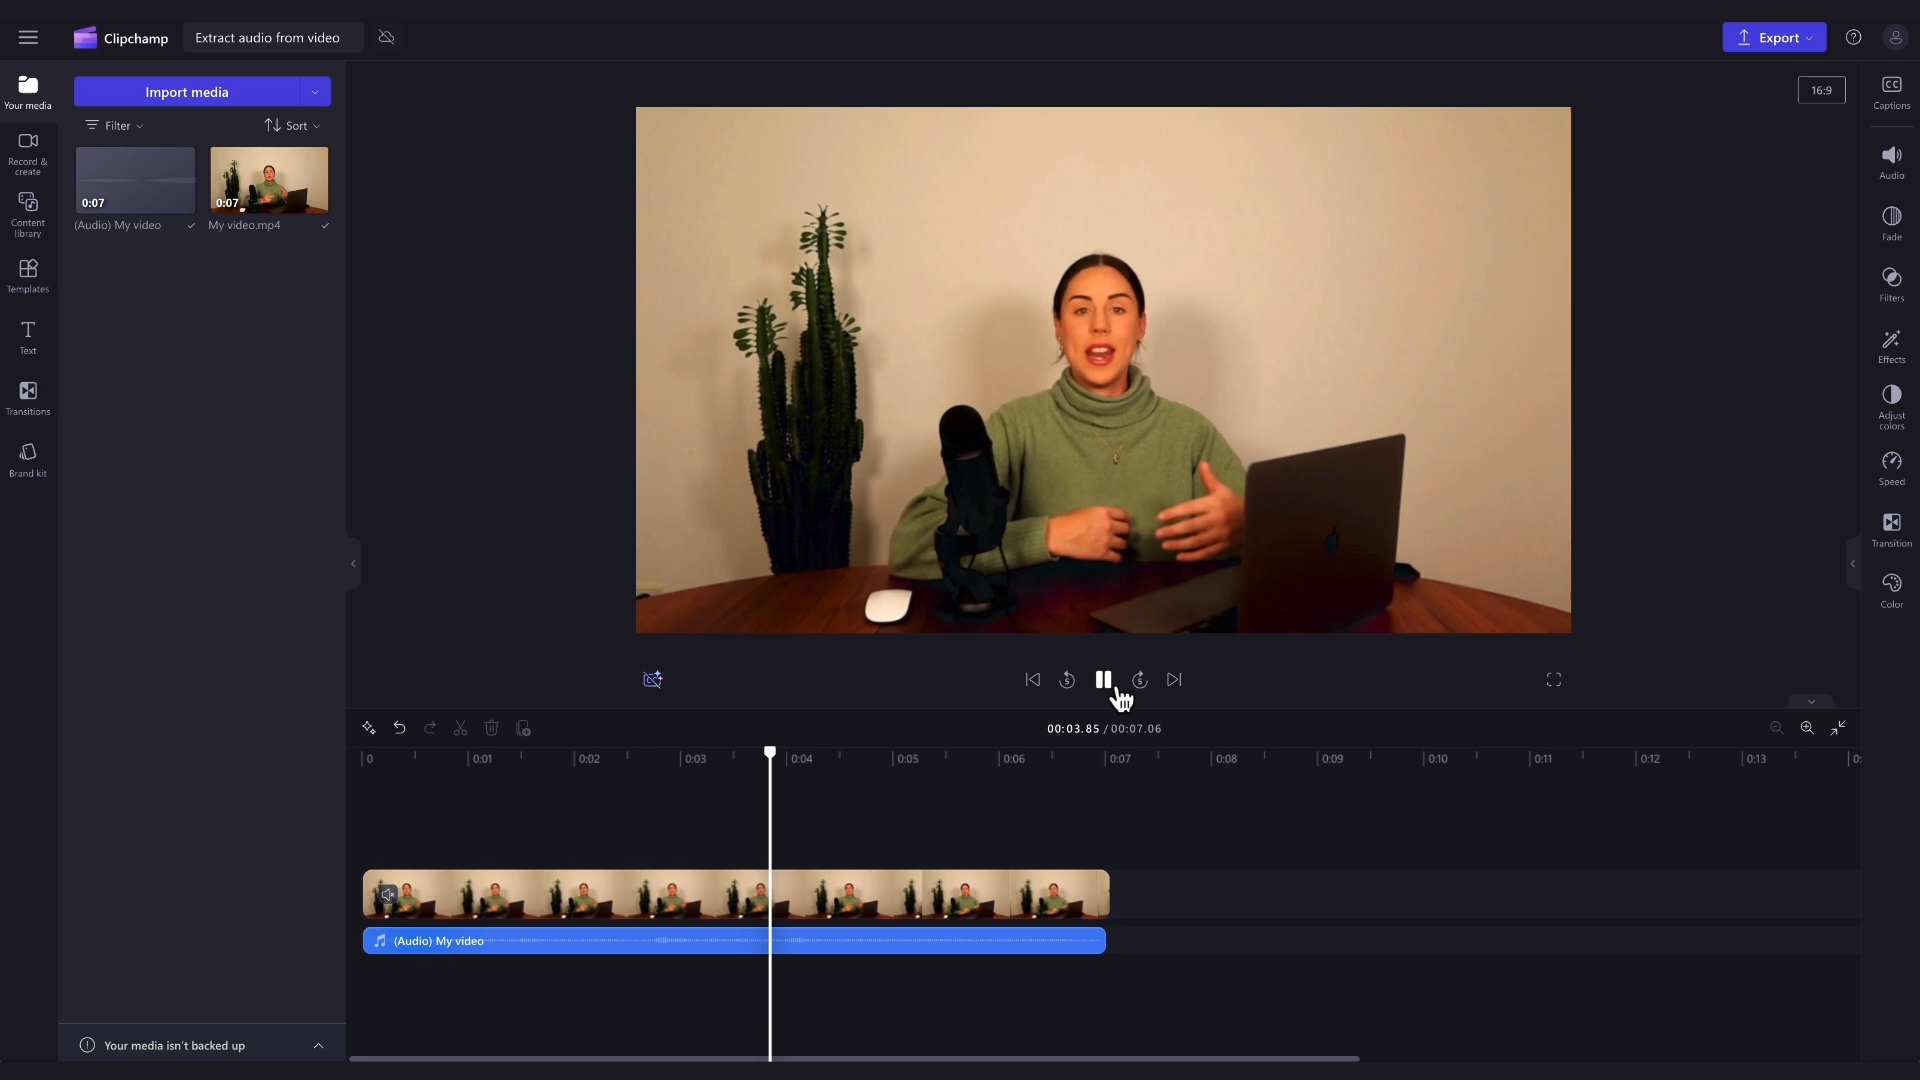 Clipchamp
Extract audio from video
Export
Your media
Import media
16:9
Captions
Filter
Sort
Record &
create
Audio
0:07
0:07
(Audio) My video
My video.mp4
Content
library
Fade
Templates
Filters
Text
Effects
Transitions
Adjust
colors
Brand kit
Speed
Transition
Color
5
5
00:03.85 / 00:07.06
0
0:01
0:02
0:03
0:04
0:05
0:06
0:07
0:08
0:09
0:10
0:11
0:12
0:13
0:
(Audio) My video
Your media isn't backed up
CC